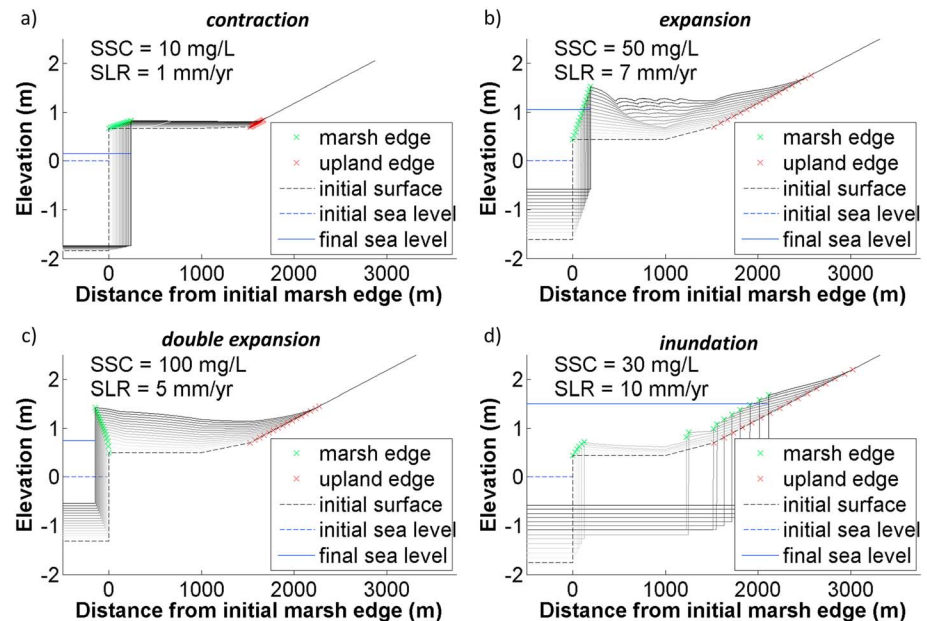 a)
contraction
SSC = 10 mg/L
SLR = 1 mm/yr
2
1
0
-1
-2
Elevation (m)
marsh edge
upland edge
initial surface
initial sea level
final sea level
0 1000 2000 3000
Distance from initial marsh edge (m)
b)
expansion
SSC = 50 mg/L
SLR = 7 mm/yr
2
1
0
-1
-2
Elevation (m)
marsh edge
upland edge
initial surface
initial sea level
final sea level
0 1000 2000 3000
Distance from initial marsh edge (m)
c)
double expansion
SSC = 100 mg/L
SLR = 5 mm/yr
2
1
0
-1
-2
Elevation (m)
marsh edge
upland edge
initial surface
initial sea level
final sea level
0 1000 2000 3000
Distance from initial marsh edge (m)
d)
inundation
SSC = 30 mg/L
SLR = 10 mm/yr
2
1
0
-1
-2
Elevation (m)
marsh edge
upland edge
initial surface
initial sea level
final sea level
0 1000 2000 3000
Distance from initial marsh edge (m)